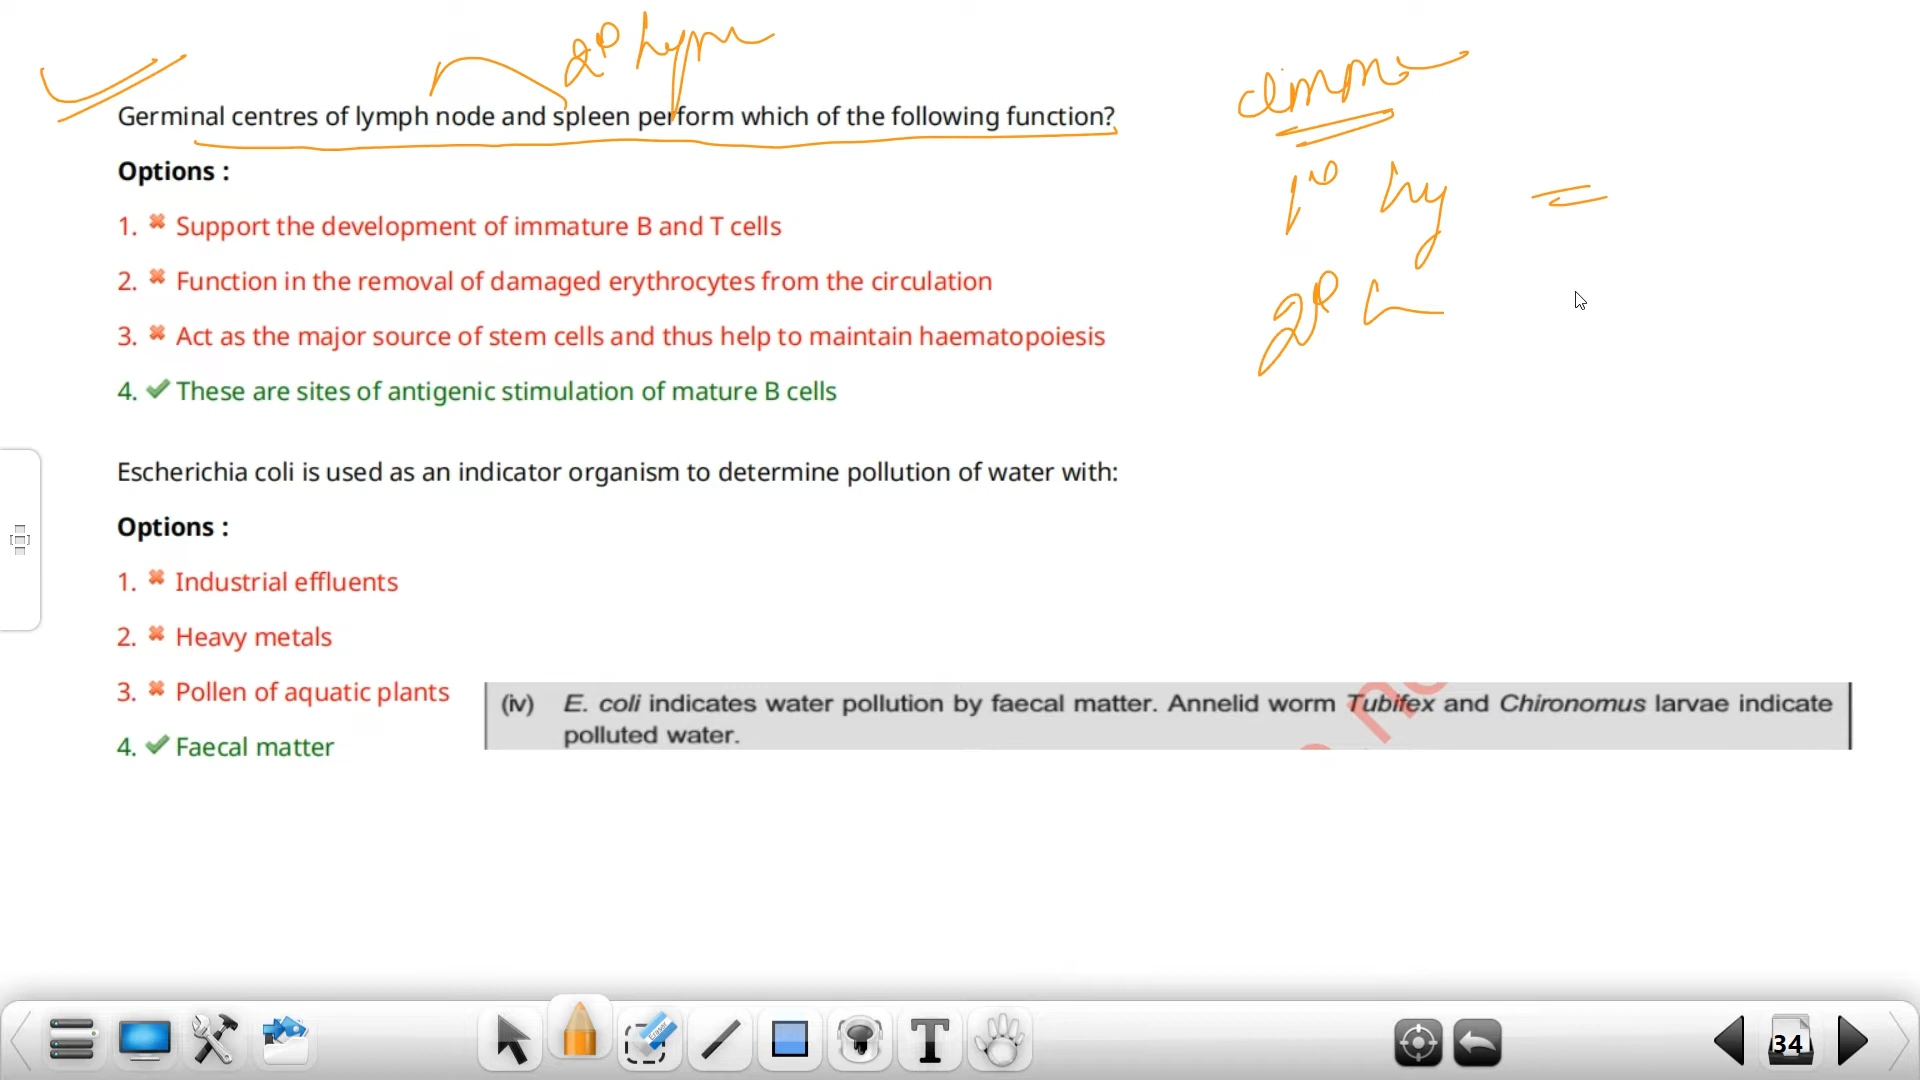 Germinal centres of lymph node and spleen perform which of the following function?
Options :
1. Support the development of immature B and T cells
2. Function in the removal of damaged erythrocytes from the circulation
3. Act as the major source of stem cells and thus help to maintain haematopoiesis
4. These are sites of antigenic stimulation of mature B cells
Escherichia coli is used as an indicator organism to determine pollution of water with:
Options :
1. Industrial effluents
2. Heavy metals
3. Pollen of aquatic plants
4. Faecal matter
(iv) E. coli indicates water pollution by faecal matter. Annelid worm Tubifex and Chironomus larvae indicate
polluted water.
Eraser
T
34